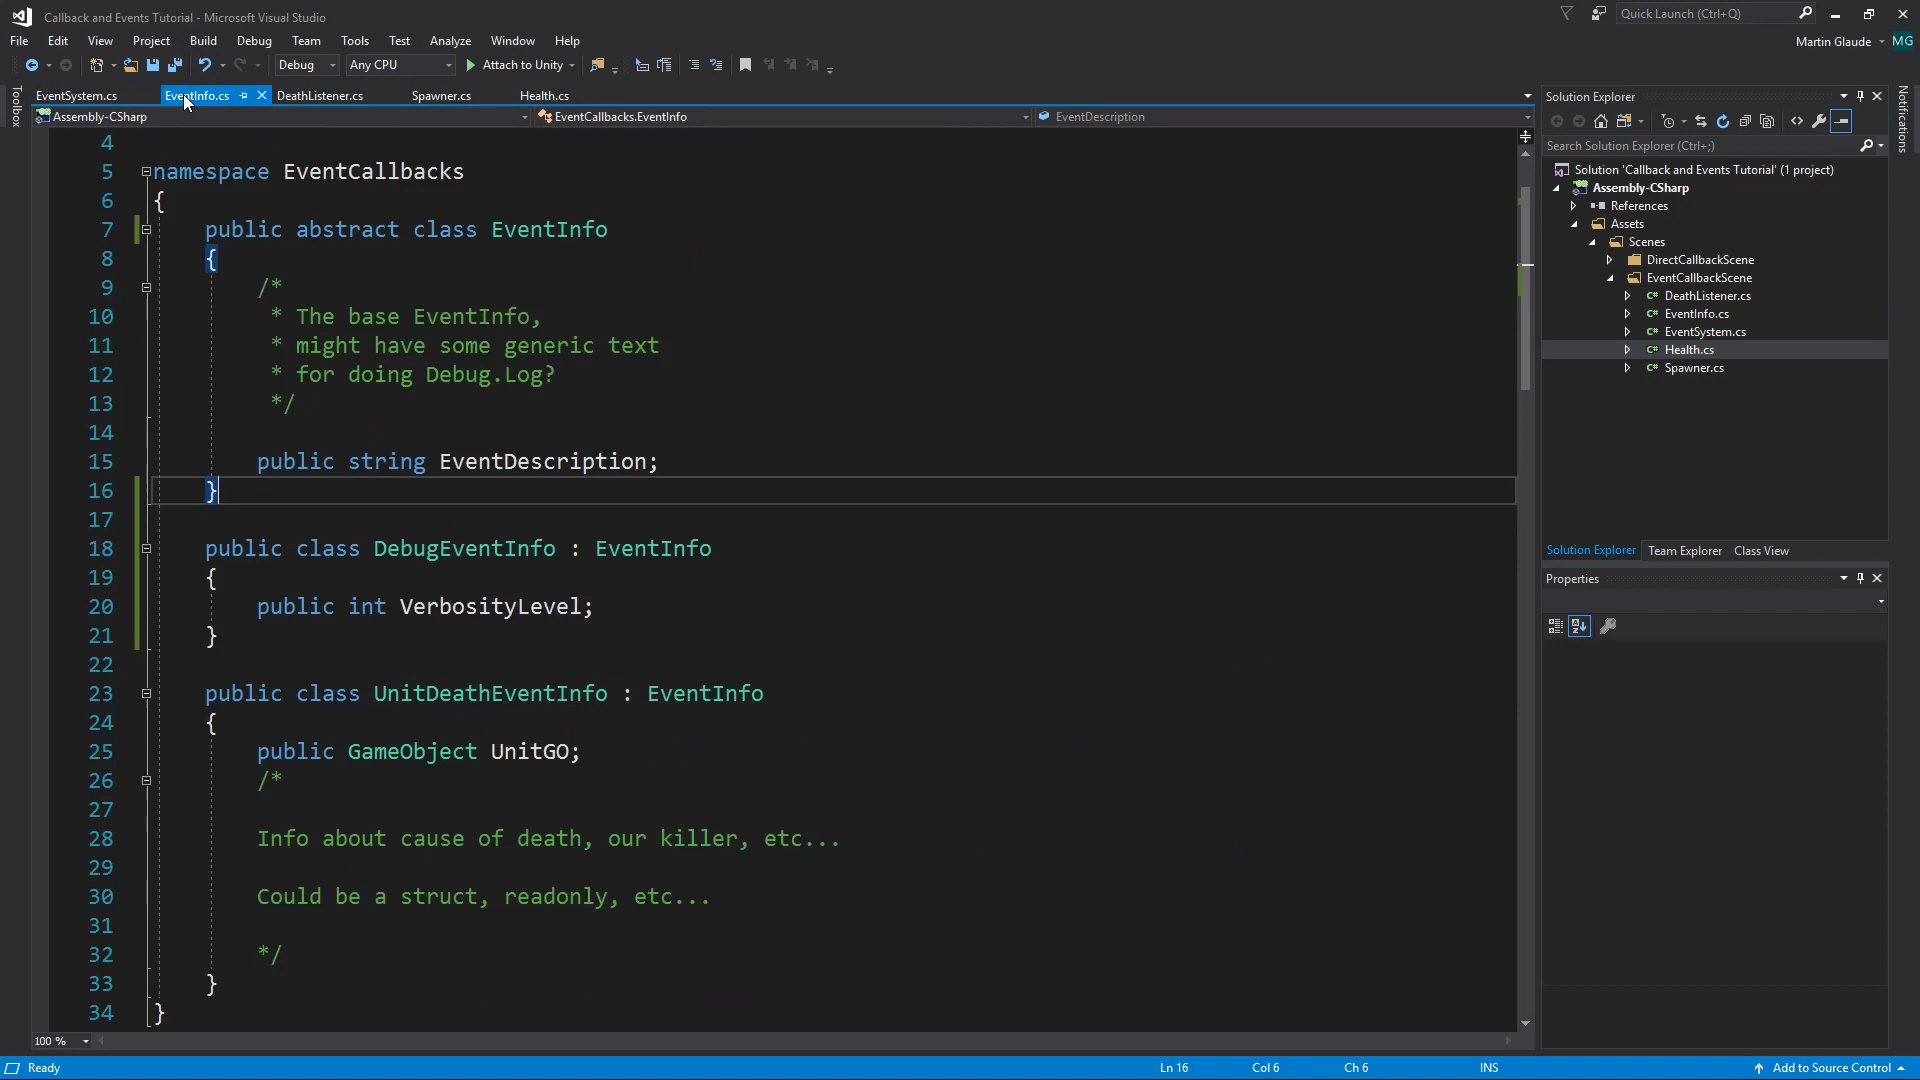 Callback and Events Tutorial - Microsoft Visual Studio
Quick Launch (Ctrl+Q)
File Edit View Project Build Debug Team Tools Test Analyze Window Help
Martin Glaude MG
Debug Any CPU Attach to Unity
Toolbox
EventSystem.cs EventInfo.cs DeathListener.cs Spawner.cs Health.cs
Assembly-CSharp EventCallbacks.EventInfo EventDescription
4
5 namespace EventCallbacks
6 {
7 public abstract class EventInfo
8 {
9 /*
10 * The base EventInfo,
11 * might have some generic text
12 * for doing Debug.Log?
13 */
14
15 public string EventDescription;
16 }
17
18 public class DebugEventInfo : EventInfo
19 {
20 public int VerbosityLevel;
21 }
22
23 public class UnitDeathEventInfo : EventInfo
24 {
25 public GameObject UnitGO;
26 /*
27
28 Info about cause of death, our killer, etc...
29
30 Could be a struct, readonly, etc...
31
32 */
33 }
34 }
100 %
Solution Explorer
Search Solution Explorer (Ctrl+;)
Solution 'Callback and Events Tutorial' (1 project)
Assembly-CSharp
References
Assets
Scenes
DirectCallbackScene
EventCallbackScene
C# DeathListener.cs
C# EventInfo.cs
C# EventSystem.cs
C# Health.cs
C# Spawner.cs
Solution Explorer Team Explorer Class View
Properties
Notifications
Ready Ln 16 Col 6 Ch 6 INS Add to Source Control